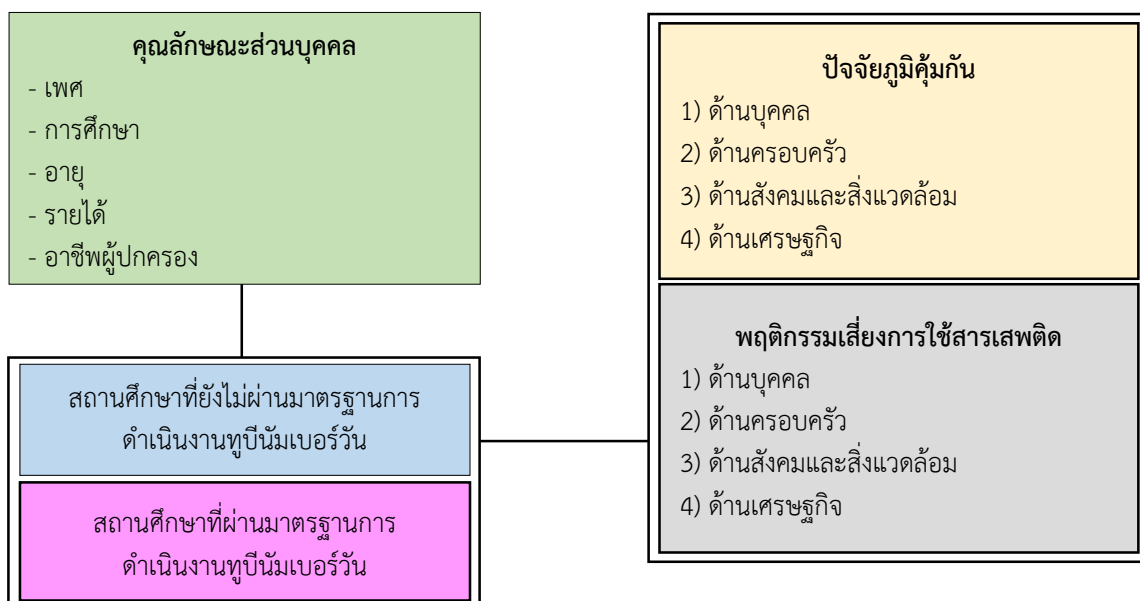 คุณลักษณะส่วนบุคคล
- เพศ
- การศึกษา
- อายุ
- รายได้
- อาชีพผู้ปกครอง
สถานศึกษาที่ยังไม่ผ่านมาตรฐานการ
ดำเนินงานทูบีนัมเบอร์วัน
สถานศึกษาที่ผ่านมาตรฐานการ
ดำเนินงานทูบีนัมเบอร์วัน
ปัจจัยภูมิคุ้มกัน
1) ด้านบุคคล
2) ด้านครอบครัว
3) ด้านสังคมและสิ่งแวดล้อม
4) ด้านเศรษฐกิจ
พฤติกรรมเสี่ยงการใช้สารเสพติด
1) ด้านบุคคล
2) ด้านครอบครัว
3) ด้านสังคมและสิ่งแวดล้อม
4) ด้านเศรษฐกิจ